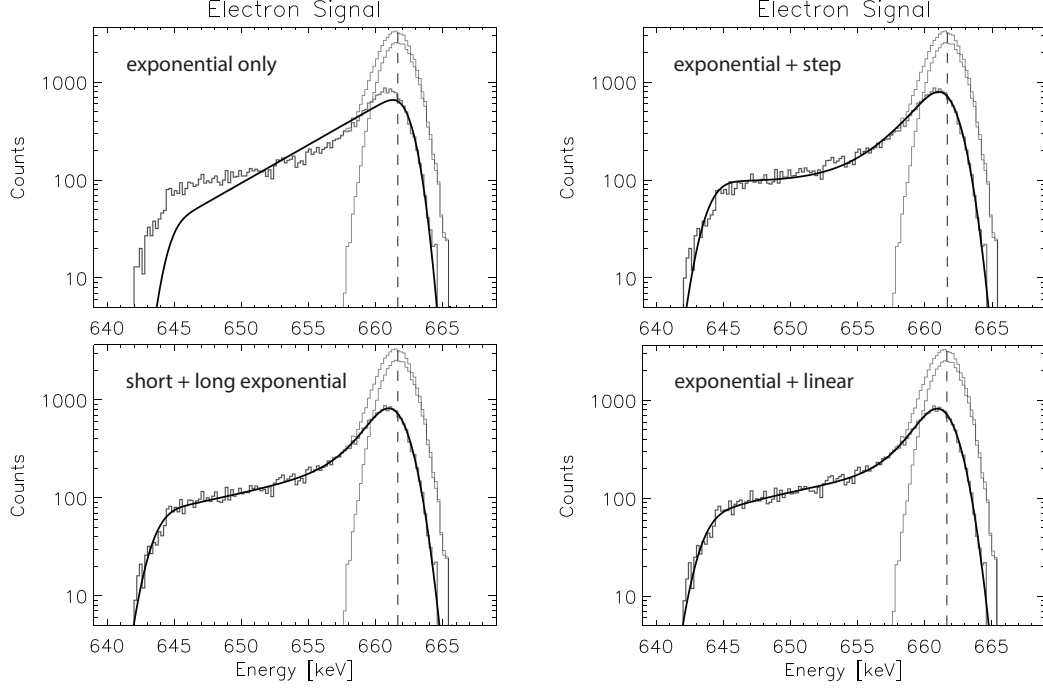 Electron Signal
Electron Signal
exponential only
exponential + step
1000
100
10
Counts
640 645 650 655 660 665
1000
100
10
Counts
640 645 650 655 660 665
short + long exponential
exponential + linear
1000
100
10
Counts
640 645 650 655 660 665
Energy [keV]
1000
100
10
Counts
640 645 650 655 660 665
Energy [keV]